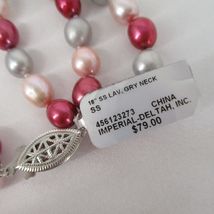 18" SS LAV, GRY NECK
SS
456123273 CHINA
IMPERIAL-DELTAH, INC.
$79.00